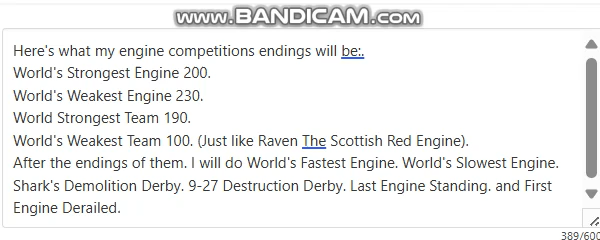 www.BANDICAM.com
Here's what my engine competitions endings will be:.
World's Strongest Engine 200.
World's Weakest Engine 230.
World Strongest Team 190.
World's Weakest Team 100. (Just like Raven The Scottish Red Engine).
After the endings of them. I will do World's Fastest Engine. World's Slowest Engine.
Shark's Demolition Derby. 9-27 Destruction Derby. Last Engine Standing. and First
Engine Derailed.
389/600